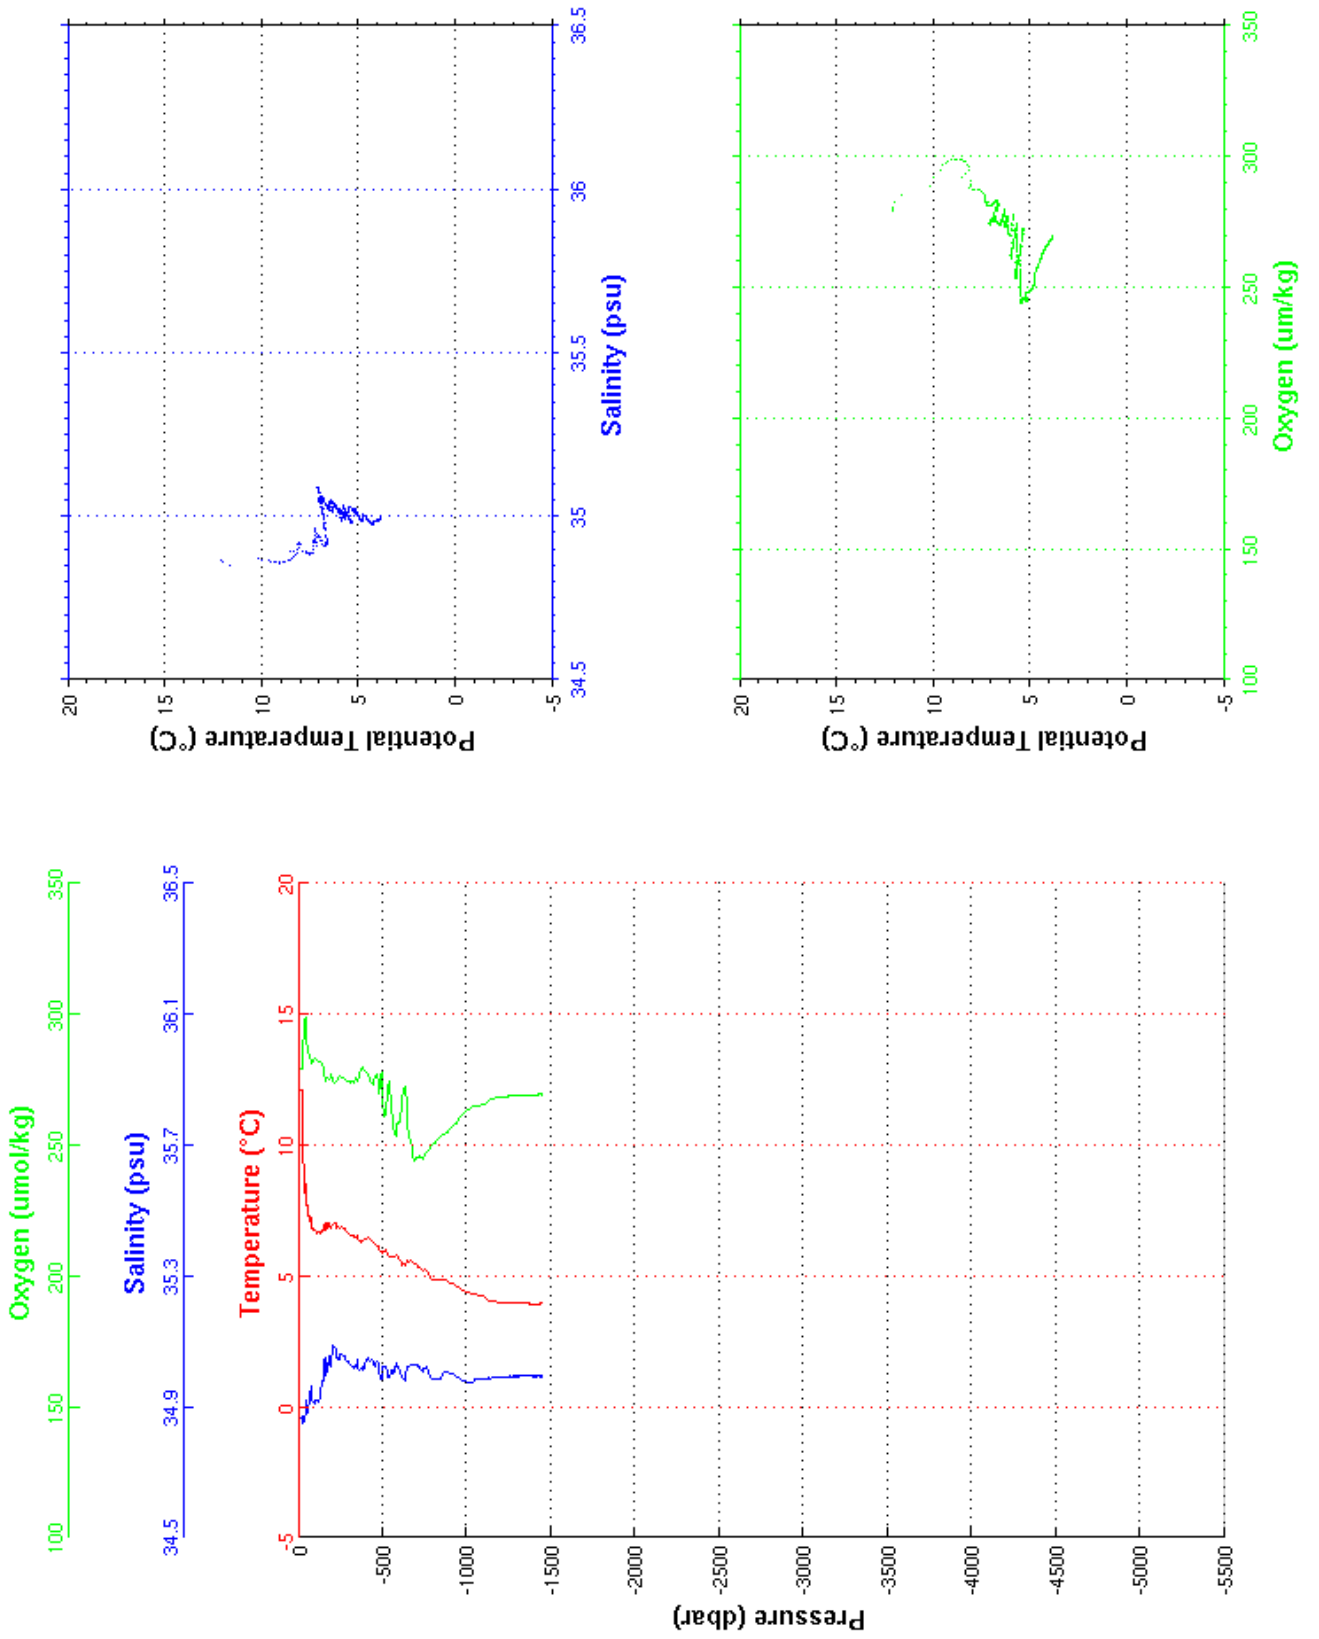 Oxygen (umol/kg)
100 150 200 250 300 350
Salinity (psu)
34.5 34.9 35.3 35.7 36.1 36.5
Temperature (°C)
-5 0 5 10 15 20
Pressure (dbar)
0
-500
-1000
-1500
-2000
-2500
-3000
-3500
-4000
-4500
-5000
-5500
Potential Temperature (°C)
20
15
10
5
0
-5
34.5 35 35.5 36 36.5
Salinity (psu)
Potential Temperature (°C)
20
15
10
5
0
-5
100 150 200 250 300 350
Oxygen (um/kg)